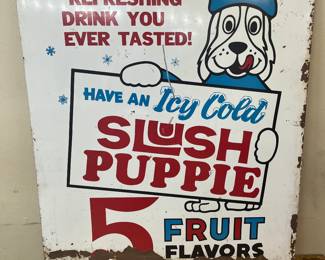 REFRESHING
DRINK YOU
EVER TASTED!
HAVE AN Icy Cold
SLUSH
PUPPIE
5 FRUIT
FLAVORS